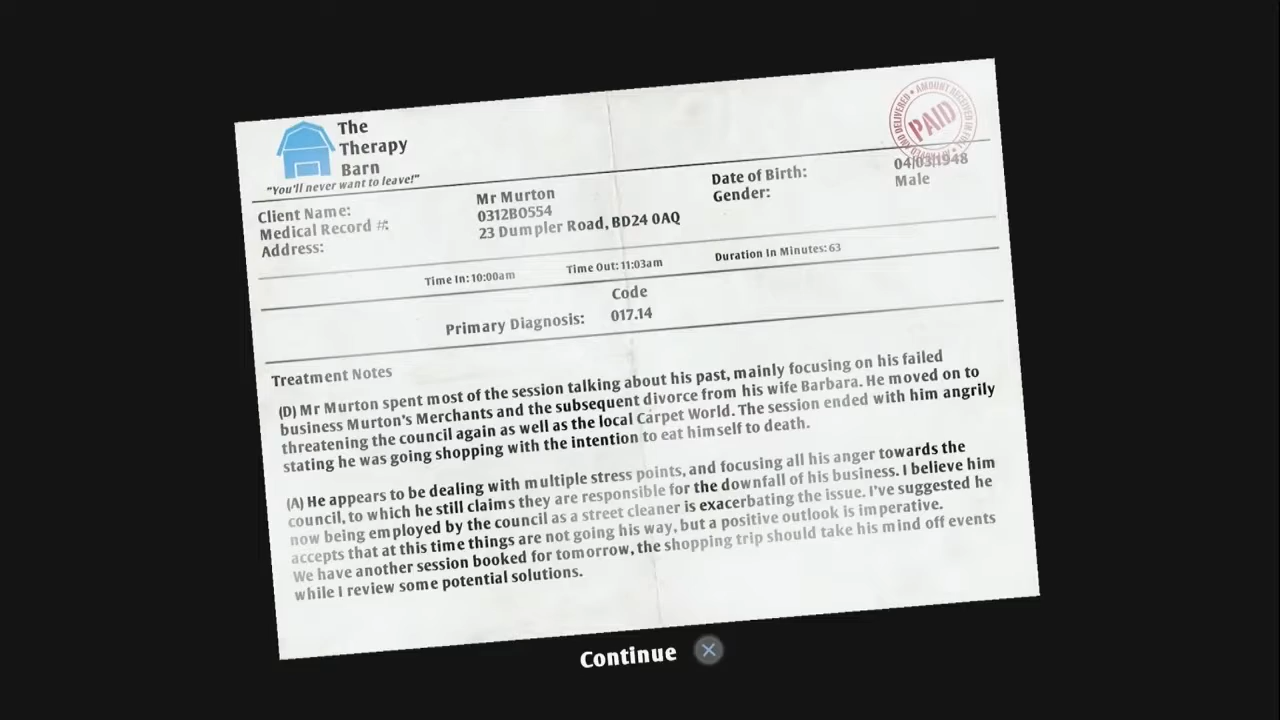 The
Therapy
Barn
"You'll never want to leave!"
PAID
AMOUNT RECEIVED IN FULL
AND DELIVERED
Client Name: Mr Murton
Medical Record #: 0312B0554
Address: 23 Dumpler Road, BD24 0AQ
Date of Birth: 04/03/1948
Gender: Male
Time In: 10:00am Time Out: 11:03am Duration In Minutes: 63
Code
Primary Diagnosis: 017.14
Treatment Notes
(D) Mr Murton spent most of the session talking about his past, mainly focusing on his failed
business Murton's Merchants and the subsequent divorce from his wife Barbara. He moved on to
threatening the council again as well as the local Carpet World. The session ended with him angrily
stating he was going shopping with the intention to eat himself to death.
(A) He appears to be dealing with multiple stress points, and focusing all his anger towards the
council, to which he still claims they are responsible for the downfall of his business. I believe him
now being employed by the council as a street cleaner is exacerbating the issue. I've suggested he
accepts that at this time things are not going his way, but a positive outlook is imperative.
We have another session booked for tomorrow, the shopping trip should take his mind off events
while I review some potential solutions.
Continue